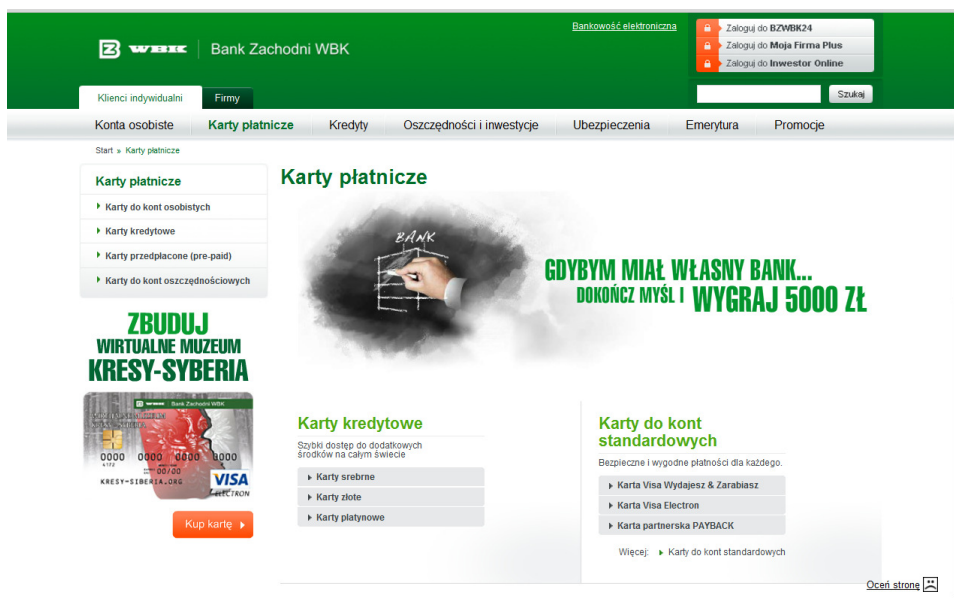 Bankowość elektroniczna
Zaloguj do BZWBK24
Zaloguj do Moja Firma Plus
Zaloguj do Inwestor Online
WBK
Bank Zachodni WBK
Klienci indywidualni
Firmy
Szukaj
Konta osobiste
Karty płatnicze
Kredyty
Oszczędności i inwestycje
Ubezpieczenia
Emerytura
Promocje
Start » Karty płatnicze
Karty płatnicze
Karty do kont osobistych
Karty kredytowe
Karty przedpłacone (pre-paid)
Karty do kont oszczędnościowych
ZBUDUJ
WIRTUALNE MUZEUM
KRESY-SYBERIA
WBK Bank Zachodni WBK
KRESY-SYBERIA
0000 0000 0000 0000
4172
00/00
KRESY-SIBERIA.ORG
VISA
ELECTRON
Kup kartę
Karty płatnicze
BANK
GDYBYM MIAŁ WŁASNY BANK...
DOKOŃCZ MYŚL I WYGRAJ 5000 ZŁ
Karty kredytowe
Szybki dostęp do dodatkowych
środków na całym świecie
Karty srebrne
Karty złote
Karty platynowe
Karty do kont
standardowych
Bezpieczne i wygodne płatności dla każdego.
Karta Visa Wydajesz & Zarabiasz
Karta Visa Electron
Karta partnerska PAYBACK
Więcej: Karty do kont standardowych
Oceń stronę